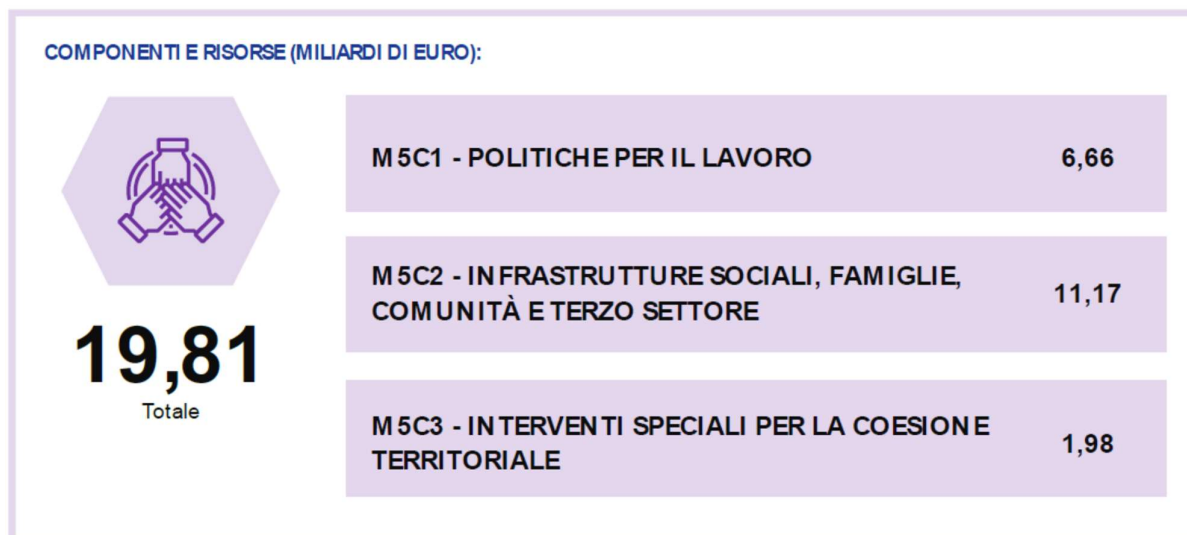 COMPONENTI E RISORSE (MILIARDI DI EURO):
M5C1 - POLITICHE PER IL LAVORO 6,66
M5C2 - INFRASTRUTTURE SOCIALI, FAMIGLIE,
COMUNITÀ E TERZO SETTORE
11,17
19,81
Totale
M5C3 - INTERVENTI SPECIALI PER LA COESIONE
TERRITORIALE
1,98